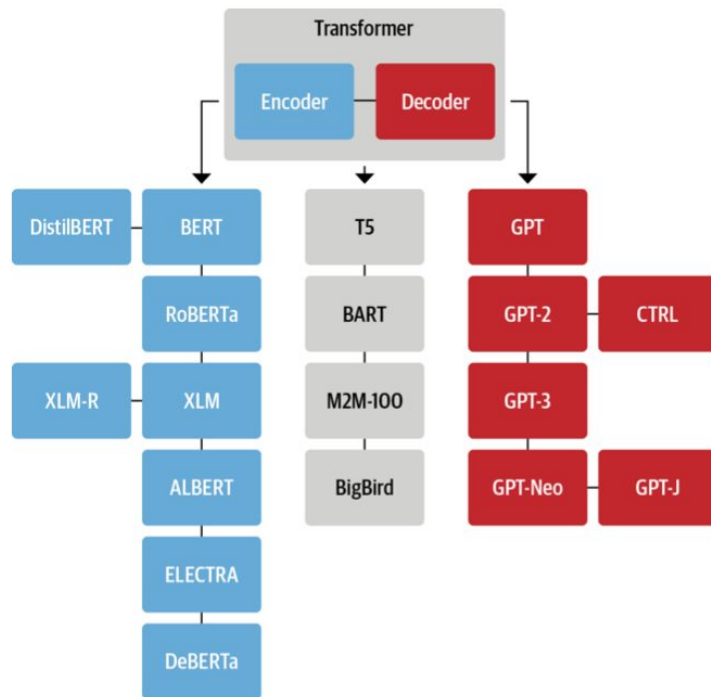 Transformer
Encoder
Decoder
DistilBERT
BERT
T5
GPT
RoBERTa
BART
GPT-2
CTRL
XLM-R
XLM
M2M-100
GPT-3
ALBERT
BigBird
GPT-Neo
GPT-J
ELECTRA
DeBERTa